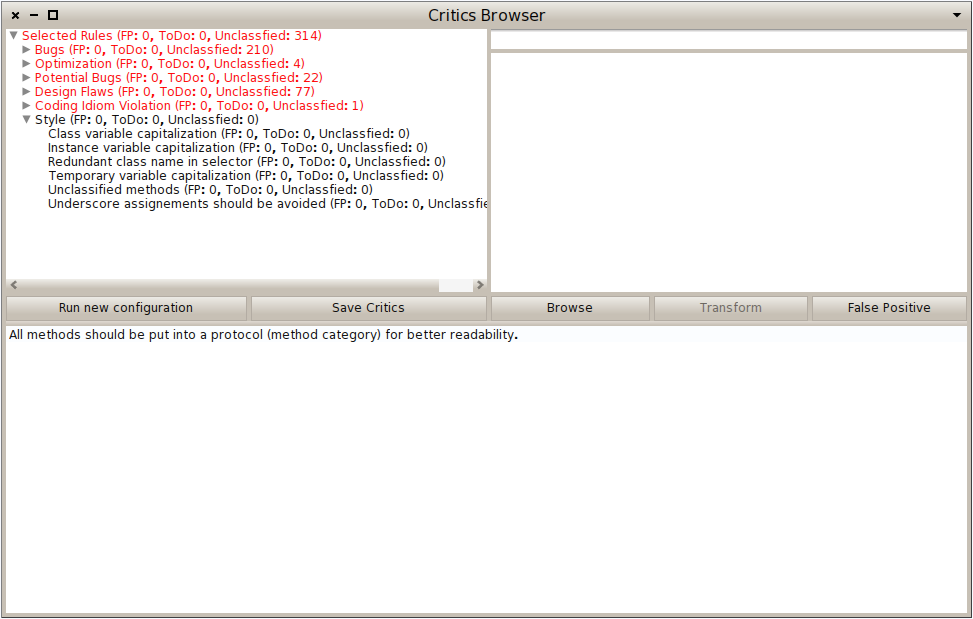 Critics Browser
Selected Rules (FP: 0, ToDo: 0, Unclassfied: 314)
Bugs (FP: 0, ToDo: 0, Unclassfied: 210)
Optimization (FP: 0, ToDo: 0, Unclassfied: 4)
Potential Bugs (FP: 0, ToDo: 0, Unclassfied: 22)
Design Flaws (FP: 0, ToDo: 0, Unclassfied: 77)
Coding Idiom Violation (FP: 0, ToDo: 0, Unclassfied: 1)
Style (FP: 0, ToDo: 0, Unclassfied: 0)
Class variable capitalization (FP: 0, ToDo: 0, Unclassfied: 0)
Instance variable capitalization (FP: 0, ToDo: 0, Unclassfied: 0)
Redundant class name in selector (FP: 0, ToDo: 0, Unclassfied: 0)
Temporary variable capitalization (FP: 0, ToDo: 0, Unclassfied: 0)
Unclassified methods (FP: 0, ToDo: 0, Unclassfied: 0)
Underscore assignements should be avoided (FP: 0, ToDo: 0, Unclassfie
Run new configuration Save Critics Browse Transform False Positive
All methods should be put into a protocol (method category) for better readability.